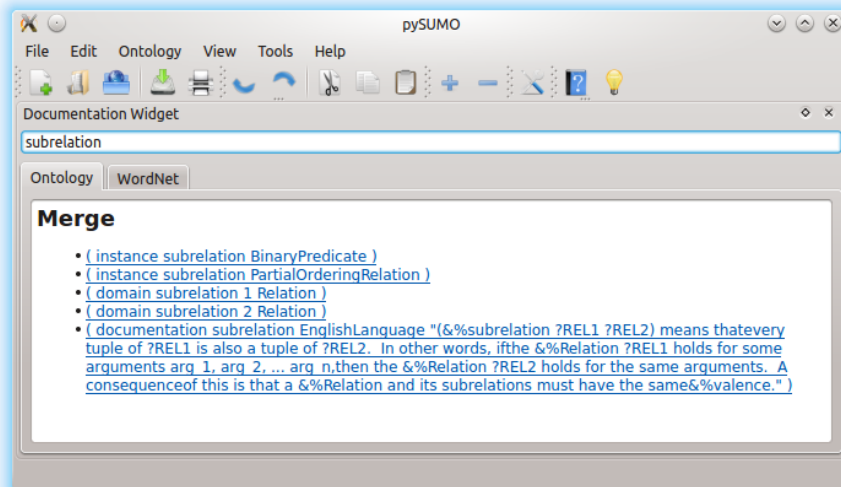 pySUMO
File Edit Ontology View Tools Help
Documentation Widget
subrelation
Ontology WordNet
Merge
( instance subrelation BinaryPredicate )
( instance subrelation PartialOrderingRelation )
( domain subrelation 1 Relation )
( domain subrelation 2 Relation )
( documentation subrelation EnglishLanguage "(&%subrelation ?REL1 ?REL2) means thatevery
tuple of ?REL1 is also a tuple of ?REL2.  In other words, ifthe &%Relation ?REL1 holds for some
arguments arg_1, arg_2, ... arg_n,then the &%Relation ?REL2 holds for the same arguments.  A
consequenceof this is that a &%Relation and its subrelations must have the same&%valence." )